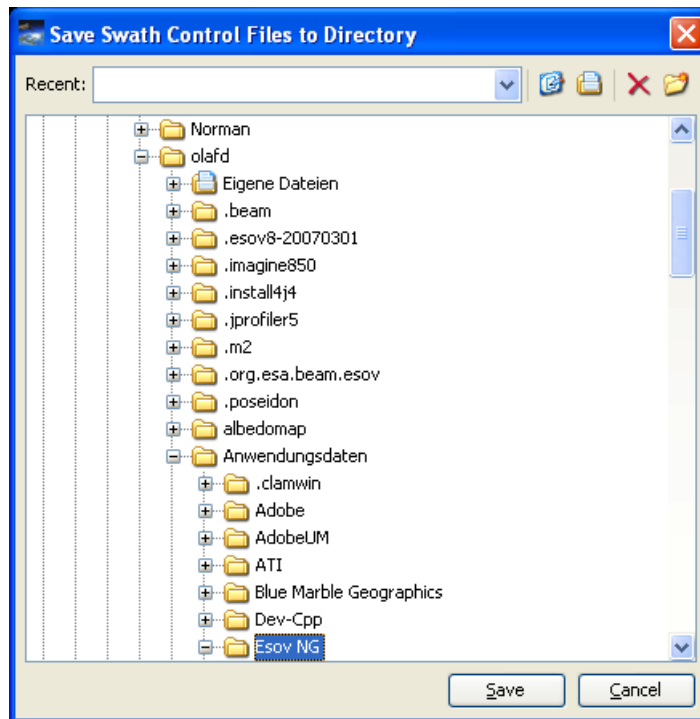 Save Swath Control Files to Directory
Recent:
Norman
olafd
Eigene Dateien
.beam
.esov8-20070301
.imagine850
.install4j4
.jprofiler5
.m2
.org.esa.beam.esov
.poseidon
albedomap
Anwendungsdaten
.clamwin
Adobe
AdobeUM
ATI
Blue Marble Geographics
Dev-Cpp
Esov NG
Save Cancel